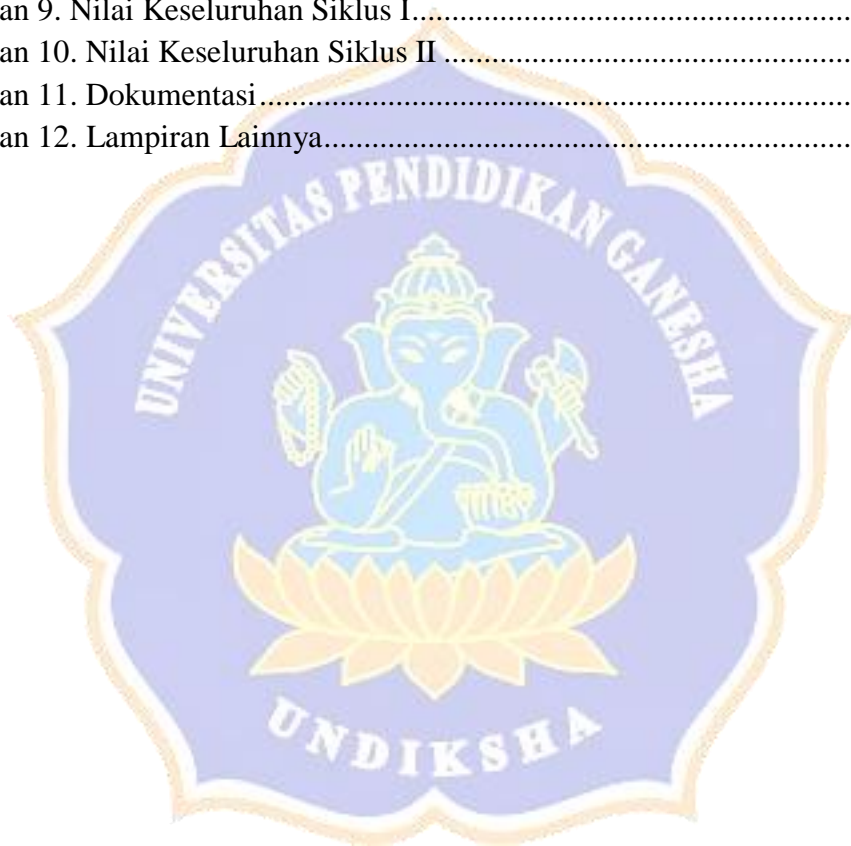 an 9. Nilai Keseluruhan Siklus I.......................................................
an 10. Nilai Keseluruhan Siklus II ...................................................
an 11. Dokumentasi..........................................................................
an 12. Lampiran Lainnya..................................................................
UNIVERSITAS PENDIDIKAN GANESHA
UNDIKSHA